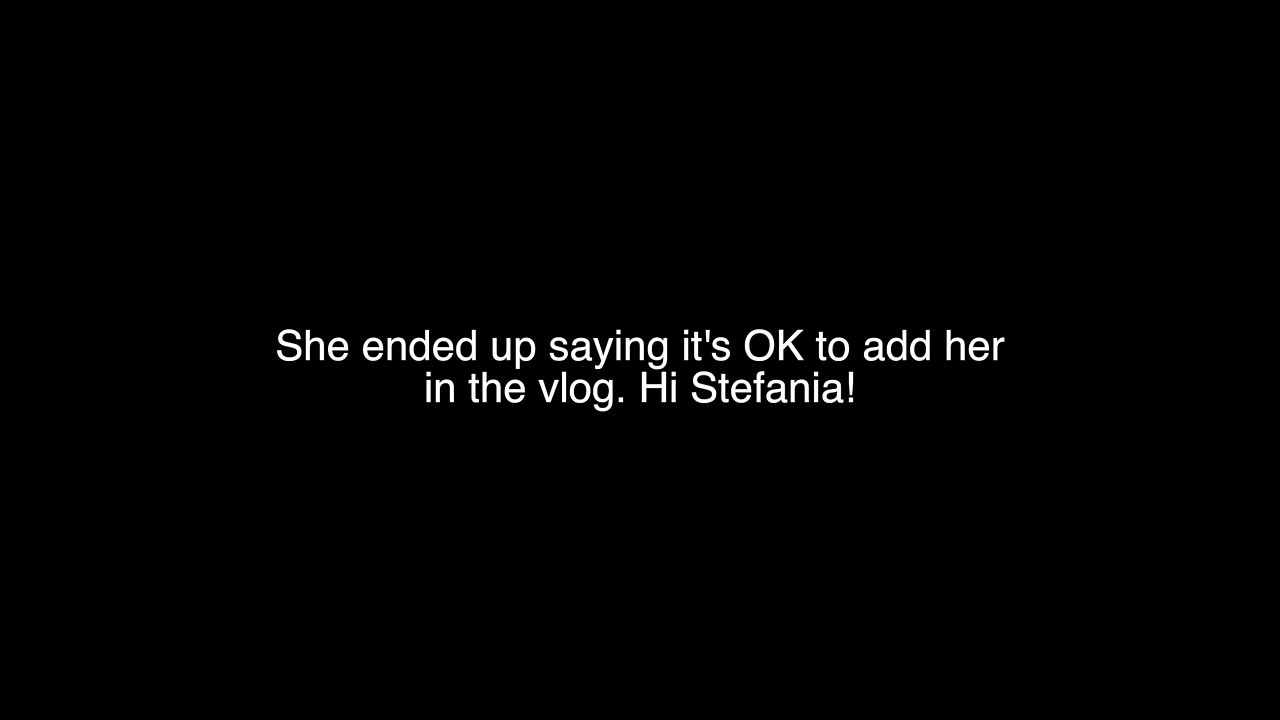 She ended up saying it's OK to add her
in the vlog. Hi Stefania!